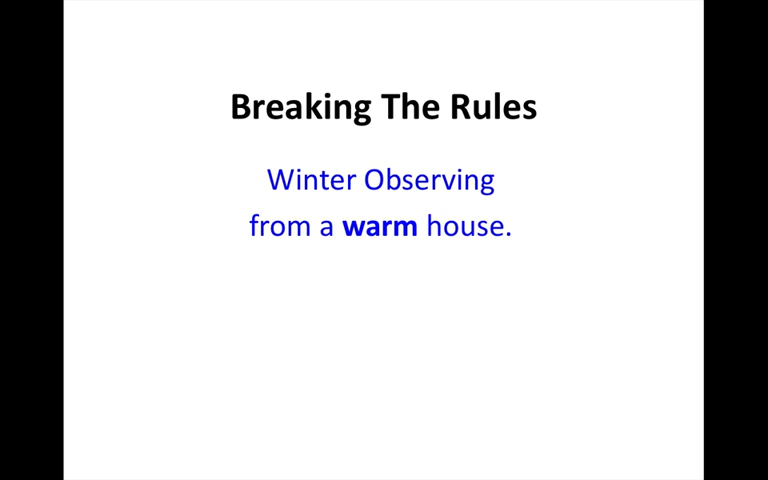 Breaking The Rules
Winter Observing
from a warm house.